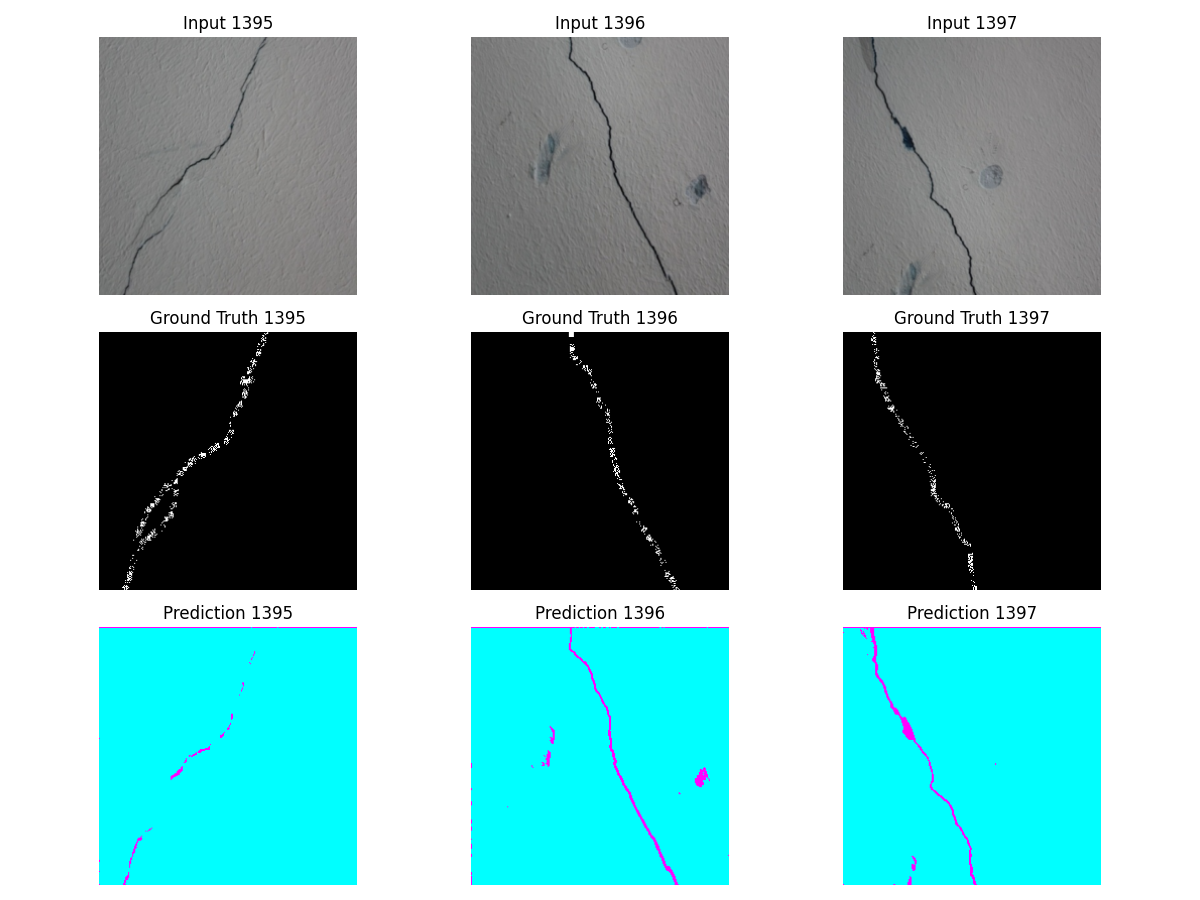 Input 1395
Input 1396
Input 1397
Ground Truth 1395
Ground Truth 1396
Ground Truth 1397
Prediction 1395
Prediction 1396
Prediction 1397